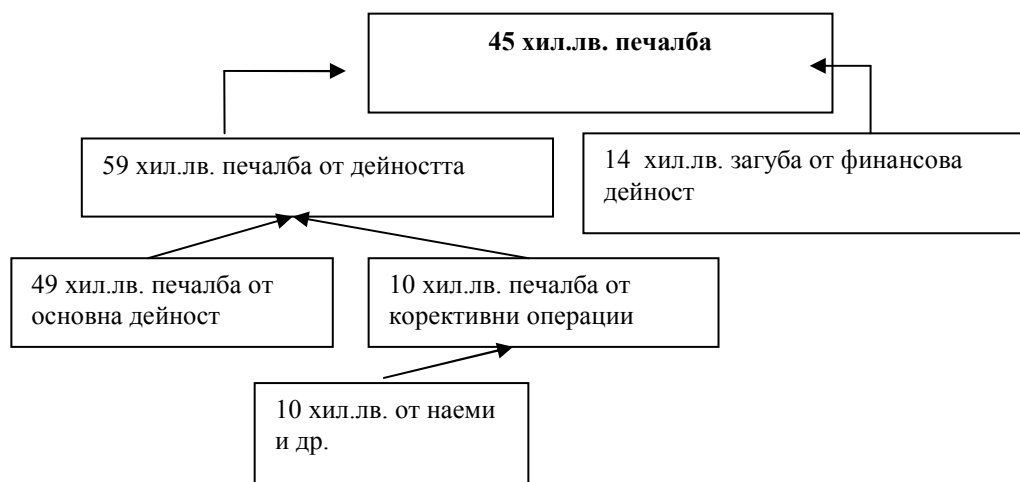 45 хил.лв. печалба
59 хил.лв. печалба от дейността
14 хил.лв. загуба от финансова
дейност
49 хил.лв. печалба от
основна дейност
10 хил.лв. печалба от
корективни операции
10 хил.лв. от наеми
и др.